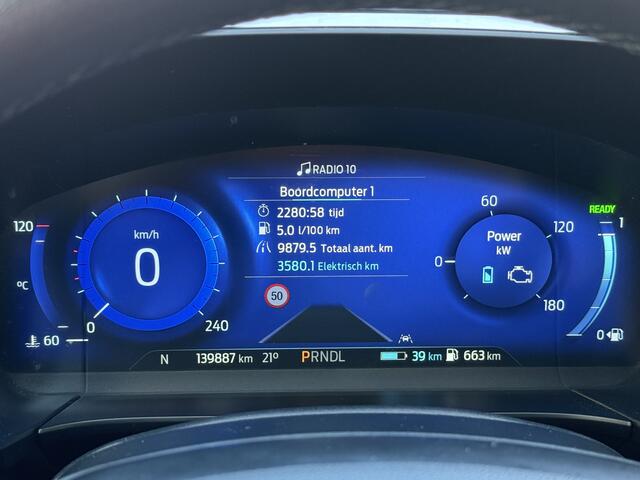 RADIO 10
Boordcomputer 1
2280:58 tijd
5.0 l/100 km
9879.5 Totaal aant. km
3580.1 Elektrisch km
50
120
°C
60
km/h
0
0
240
Power
kW
0
60
120
180
READY
1
0
N 139887 km 21° PRNDL 39 km 663 km